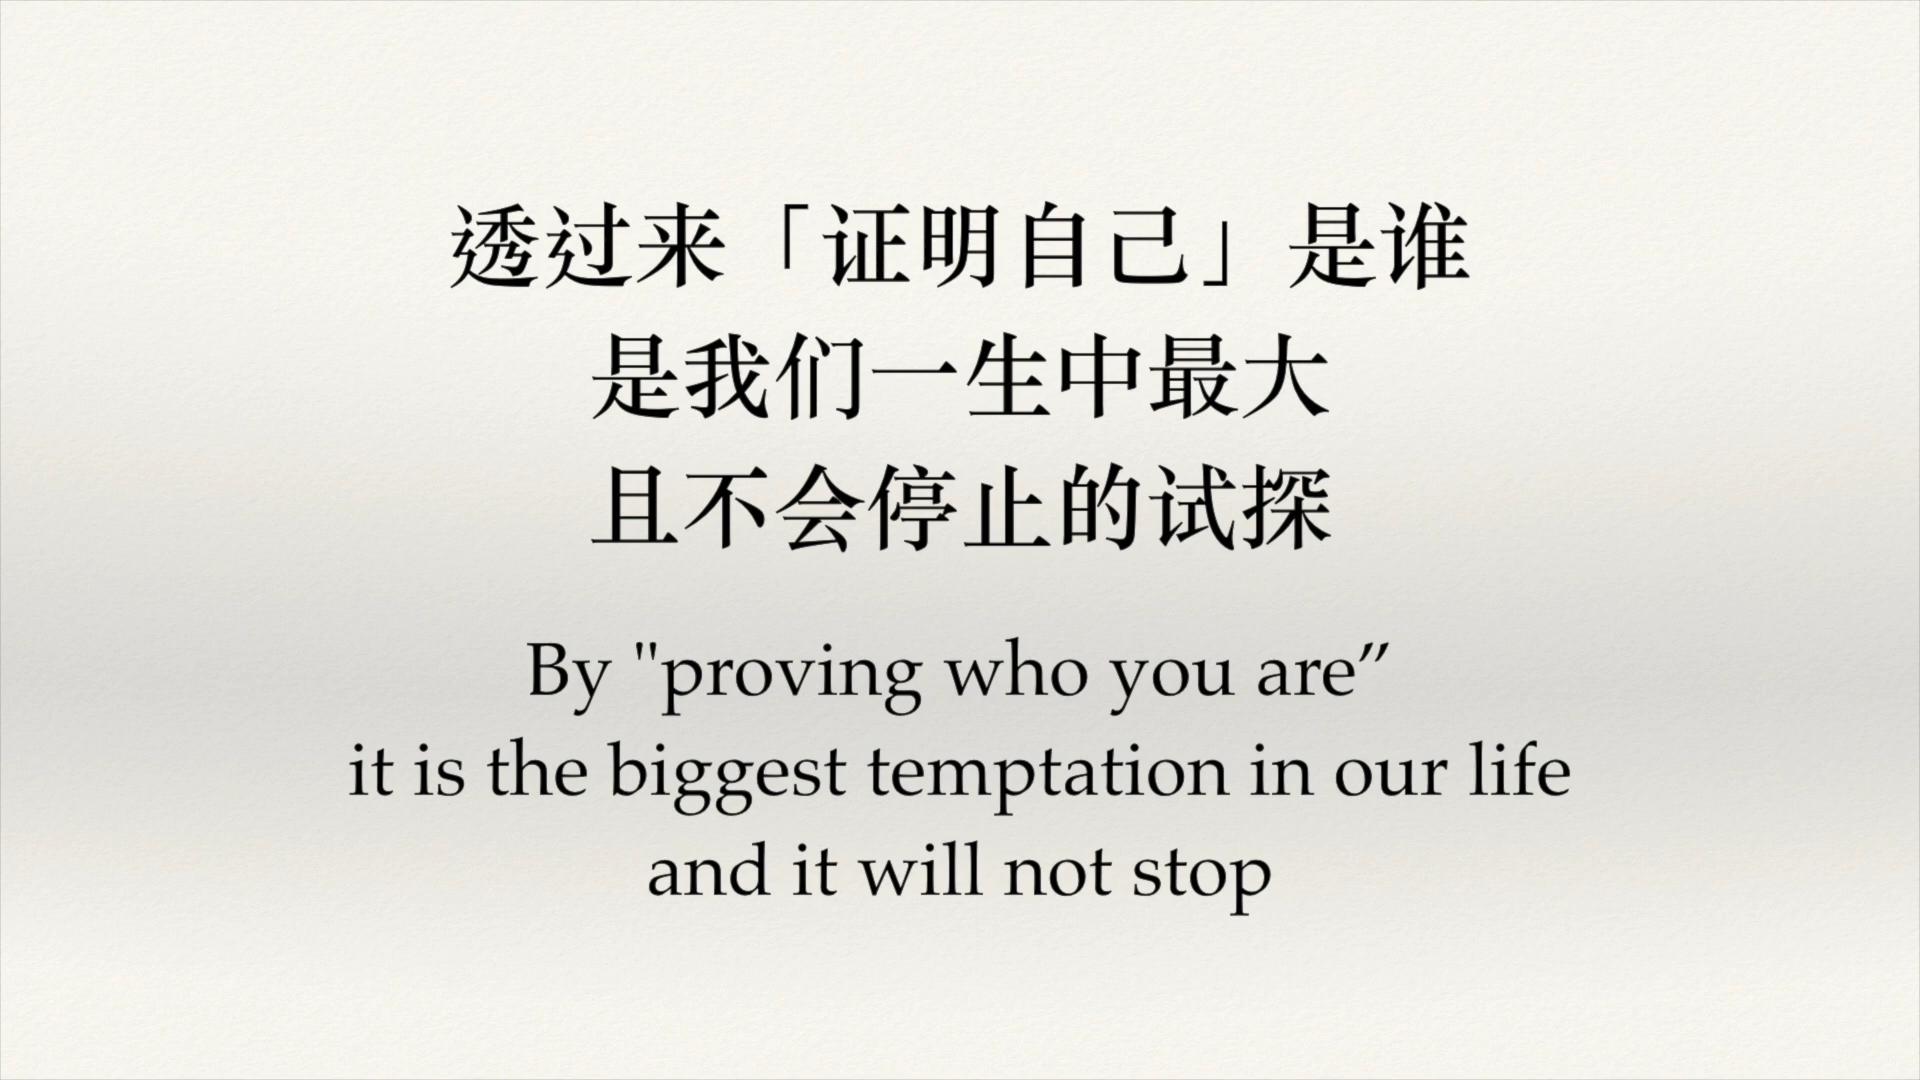 透过来「证明自己」是谁
是我们一生中最大
且不会停止的试探
By "proving who you are”
it is the biggest temptation in our life
and it will not stop